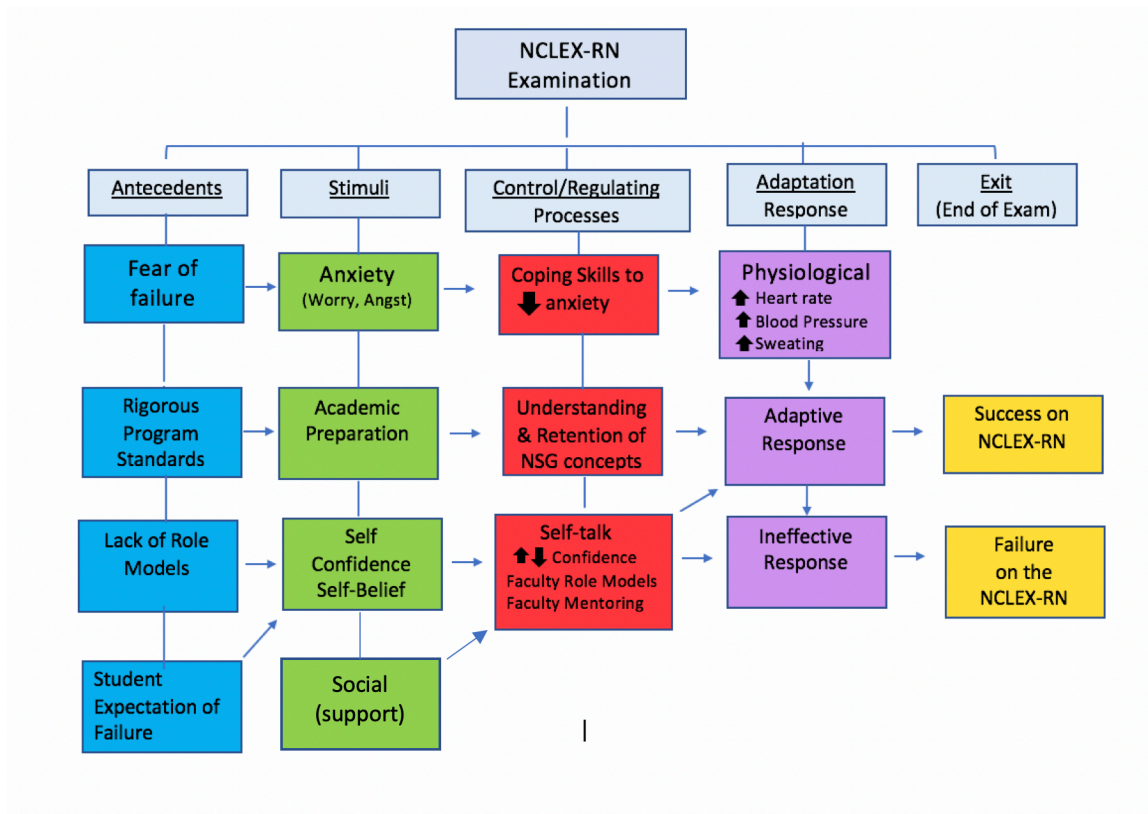 NCLEX-RN
Examination
Antecedents
Stimuli
Control/Regulating
Processes
Adaptation
Response
Exit
(End of Exam)
Fear of
failure
Anxiety
(Worry, Angst)
Coping Skills to
⬇ anxiety
Physiological
⬆ Heart rate
⬆ Blood Pressure
⬆ Sweating
Rigorous
Program
Standards
Academic
Preparation
Understanding
& Retention of
NSG concepts
Adaptive
Response
Success on
NCLEX-RN
Lack of Role
Models
Self
Confidence
Self-Belief
Self-talk
⬆⬇ Confidence
Faculty Role Models
Faculty Mentoring
Ineffective
Response
Failure
on the
NCLEX-RN
Student
Expectation of
Failure
Social
(support)